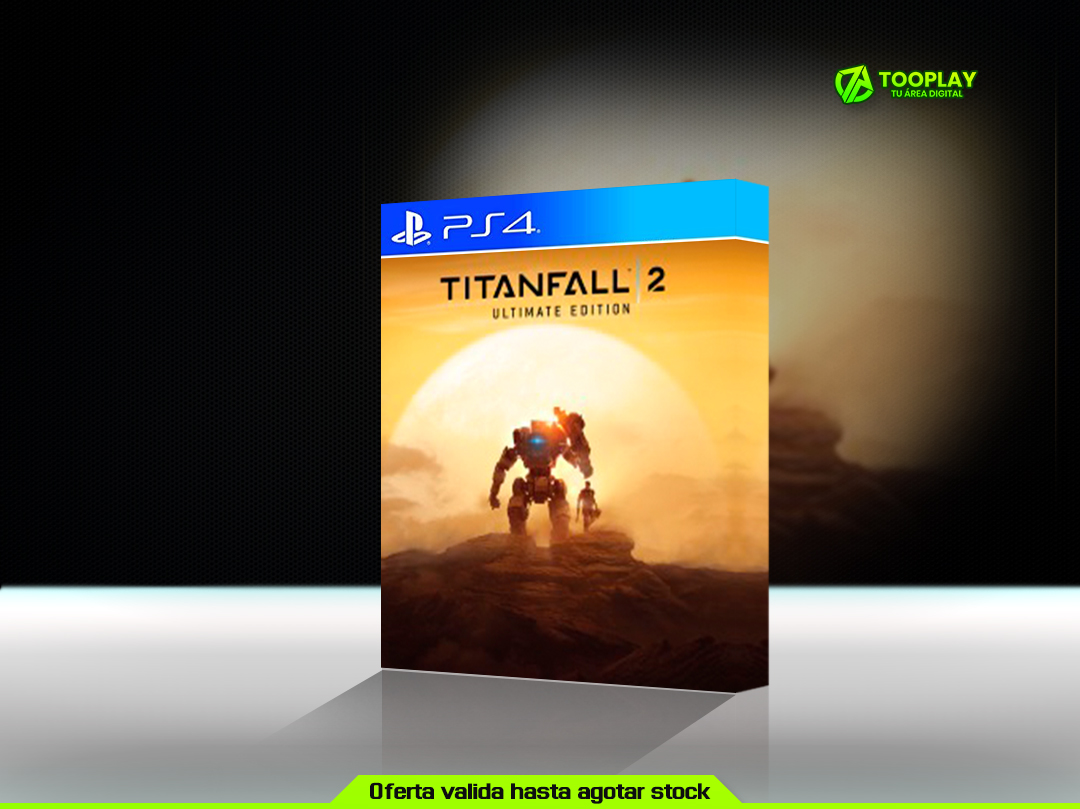 TOOPLAY
TU ÁREA DIGITAL
PS4
TITANFALL 2
ULTIMATE EDITION
Oferta valida hasta agotar stock